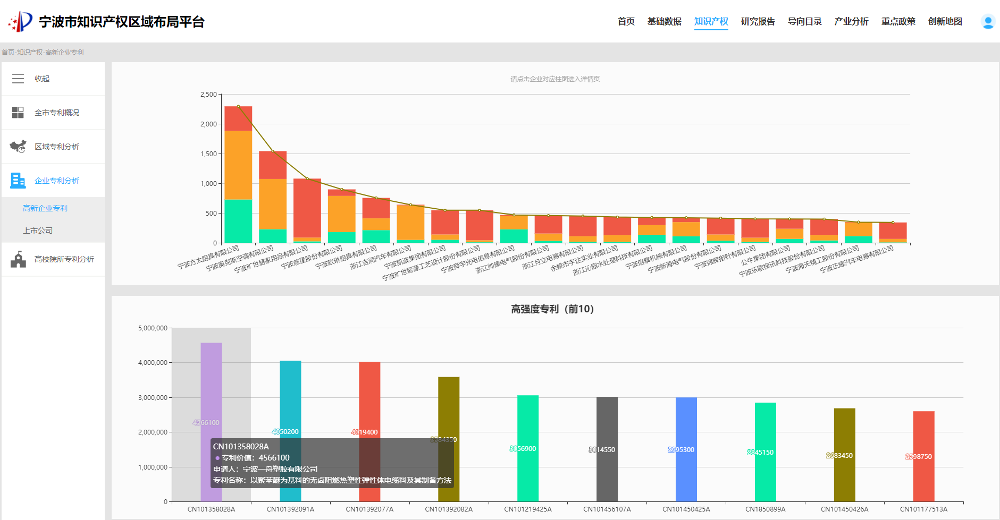 宁波市知识产权区域布局平台
首页 基础数据 知识产权 研究报告 导向目录 产业分析 重点政策 创新地图
首页-知识产权-高新企业专利
收起
全市专利概况
区域专利分析
企业专利分析
高新企业专利
上市公司
高校院所专利分析
请点击企业对应柱图进入详情页
2,500
2,000
1,500
1,000
500
0
宁波方太厨具有限公司
宁波奥克斯空调有限公司
宁波旷世居家用品有限公司
宁波慈星股份有限公司
宁波欧琳厨具有限公司
浙江吉润汽车有限公司
宁波凯波集团有限公司
宁波旷世智源工艺设计股份有限公司
宁波舜宇光电信息有限公司
浙江帅康电气股份有限公司
浙江月立电器有限公司
余姚市宇达实业有限公司
浙江沁园水处理科技有限公司
宁波信泰机械有限公司
宁波新海电气股份有限公司
宁波锦辉指针有限公司
公牛集团有限公司
宁波乐歌视讯科技股份有限公司
宁波海天精工股份有限公司
宁波正耀汽车电器有限公司
高强度专利（前10）
5,000,000
4,000,000
3,000,000
2,000,000
1,000,000
0
4566100
4050200
4019400
3584350
3056900
3014550
2995300
2845150
2683450
2598750
CN101358028A
专利价值：4566100
申请人：宁波一舟塑胶有限公司
专利名称：以聚苯醚为基料的无卤阻燃热塑性弹性体电缆料及其制备方法
CN101358028A
CN101392091A
CN101392077A
CN101392082A
CN101219425A
CN101456107A
CN101450425A
CN1850899A
CN101450426A
CN101177513A